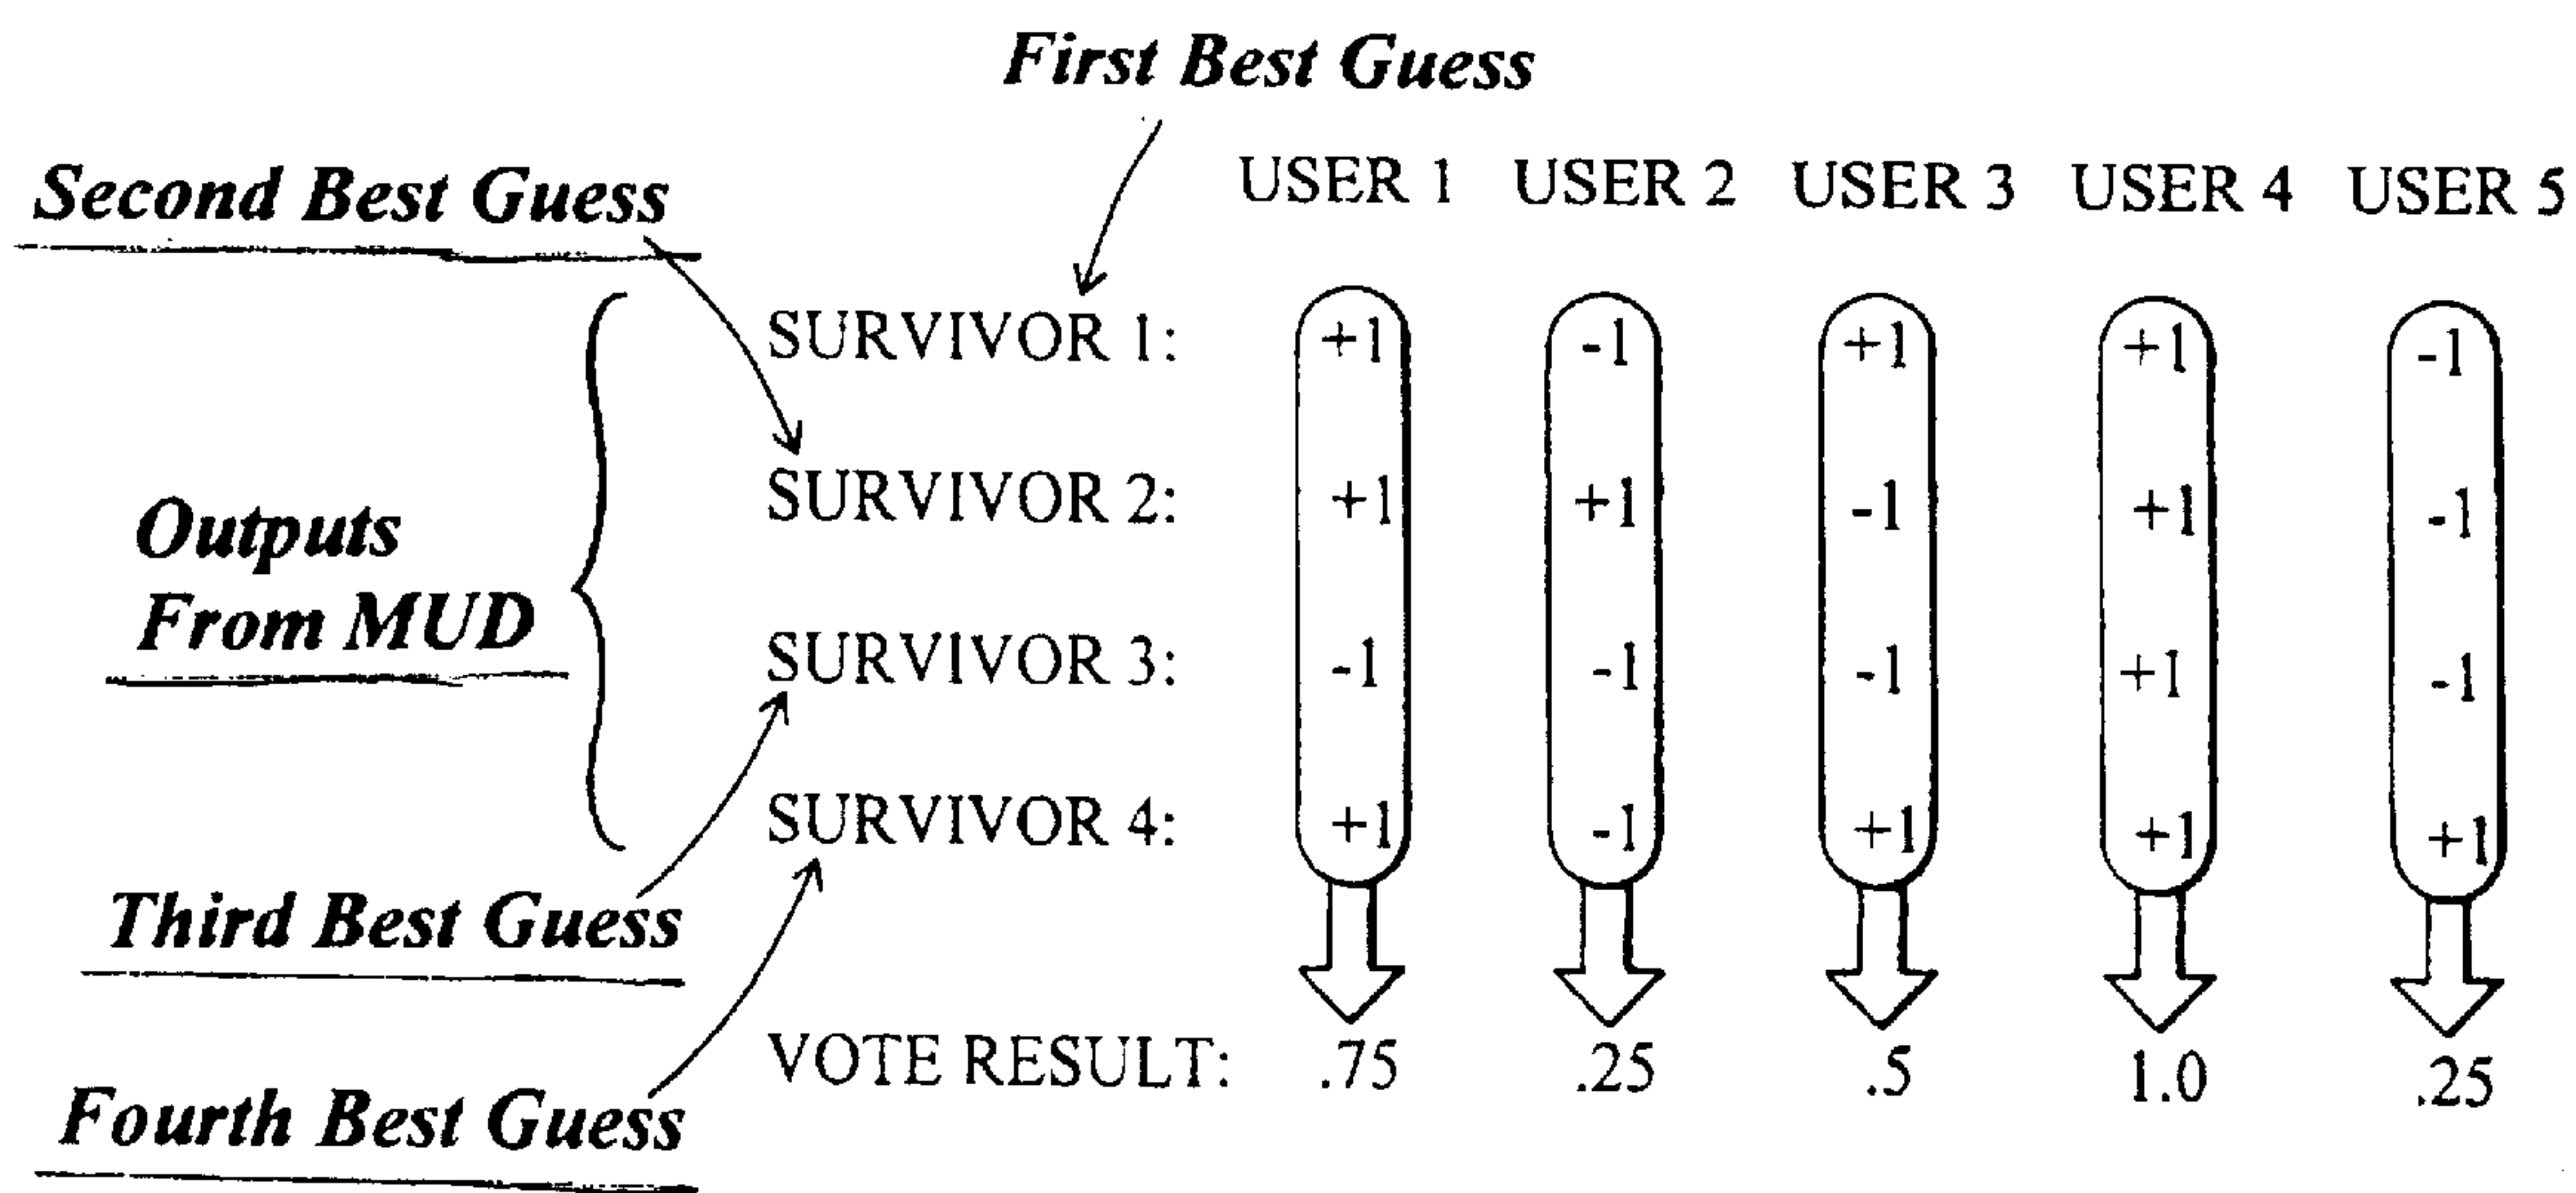 First Best Guess
USER 1 USER 2 USER 3 USER 4 USER 5
Second Best Guess
SURVIVOR 1: +1 -1 +1 +1 -1
SURVIVOR 2: +1 +1 -1 +1 -1
Outputs
From MUD
SURVIVOR 3: -1 -1 -1 +1 -1
SURVIVOR 4: +1 -1 +1 +1 +1
Third Best Guess
VOTE RESULT: .75 .25 .5 1.0 .25
Fourth Best Guess